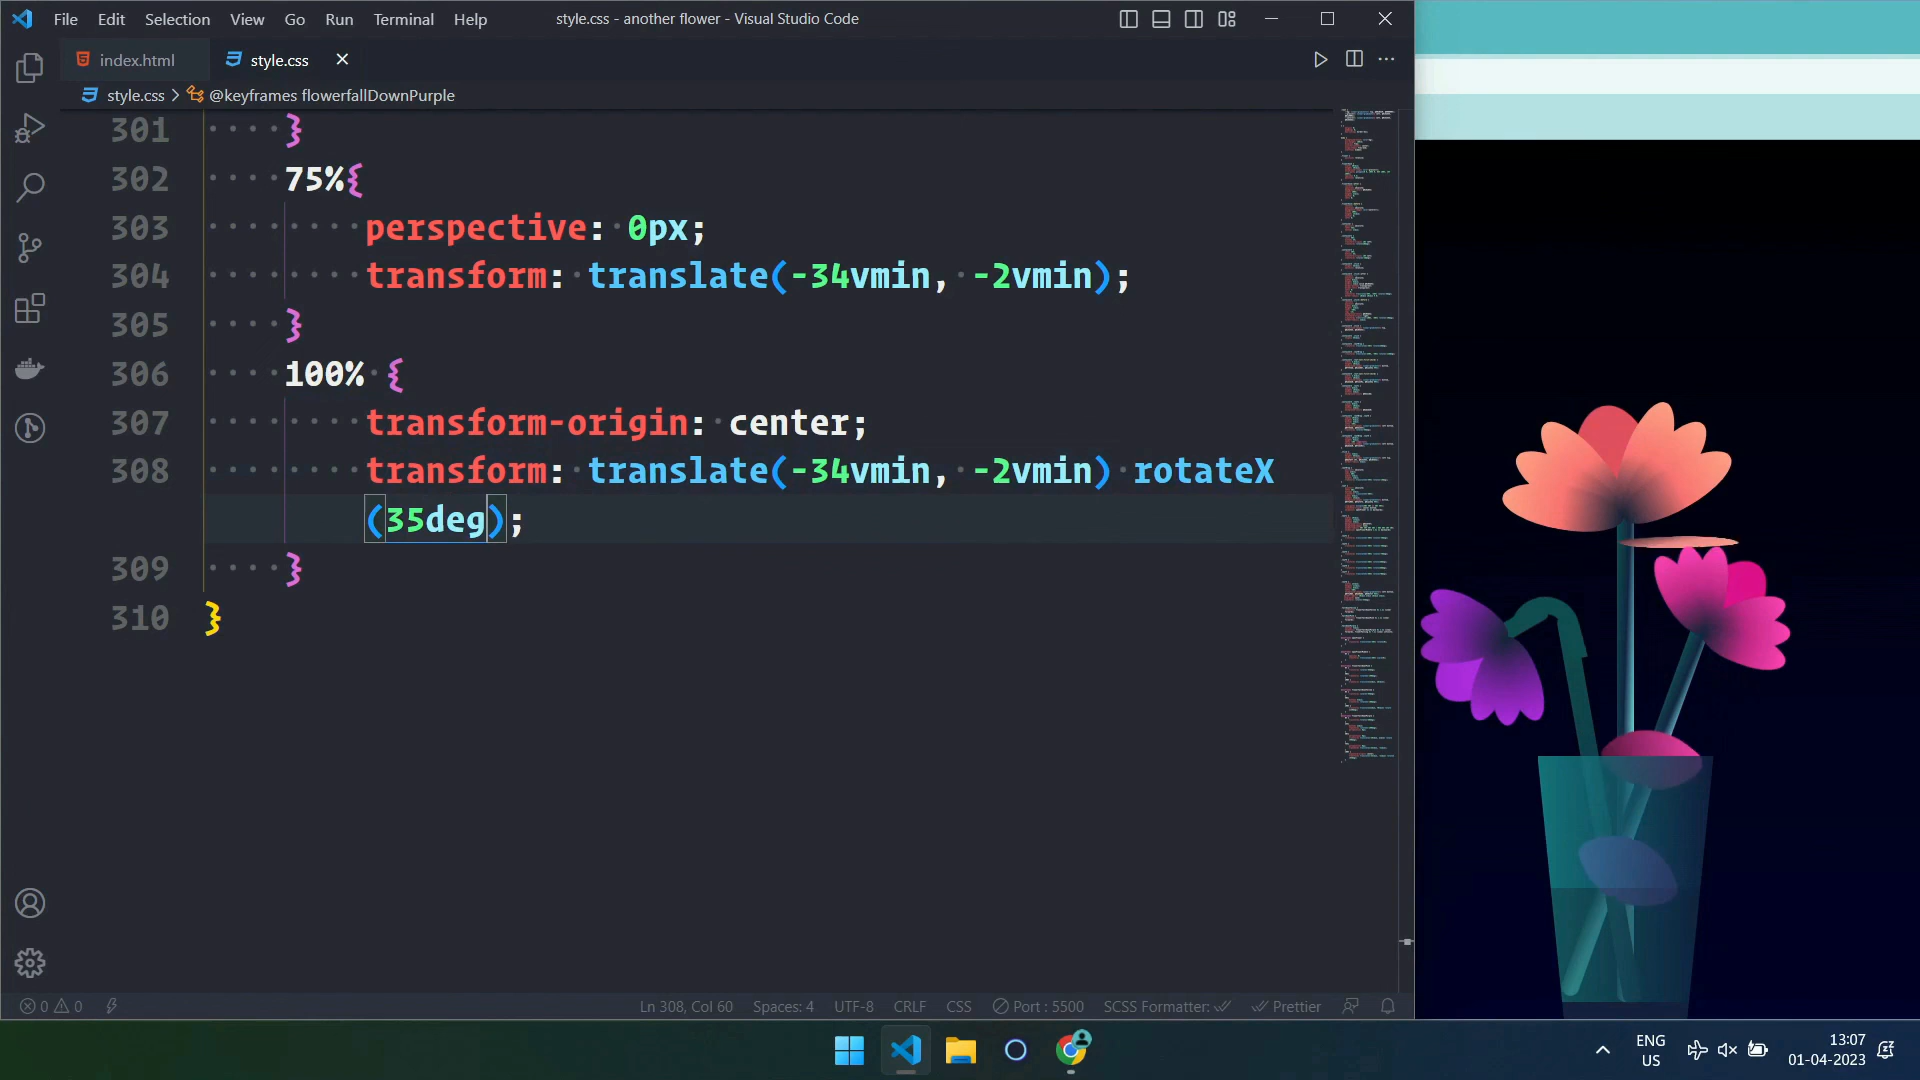 File Edit Selection View Go Run Terminal Help
style.css - another flower - Visual Studio Code
index.html
style.css
style.css > @keyframes flowerfallDownPurple
301 }
302 75%{
303 perspective: 0px;
304 transform: translate(-34vmin, -2vmin);
305 }
306 100% {
307 transform-origin: center;
308 transform: translate(-34vmin, -2vmin) rotateX
(35deg);
309 }
310 }
0 0
Ln 308, Col 60 Spaces: 4 UTF-8 CRLF CSS Port : 5500 SCSS Formatter: Prettier
ENG
US
13:07
01-04-2023